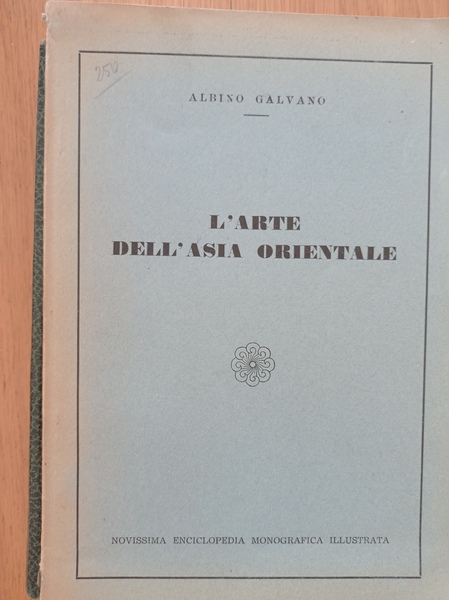 250
ALBINO GALVANO
L'ARTE
DELL'ASIA ORIENTALE
NOVISSIMA ENCICLOPEDIA MONOGRAFICA ILLUSTRATA